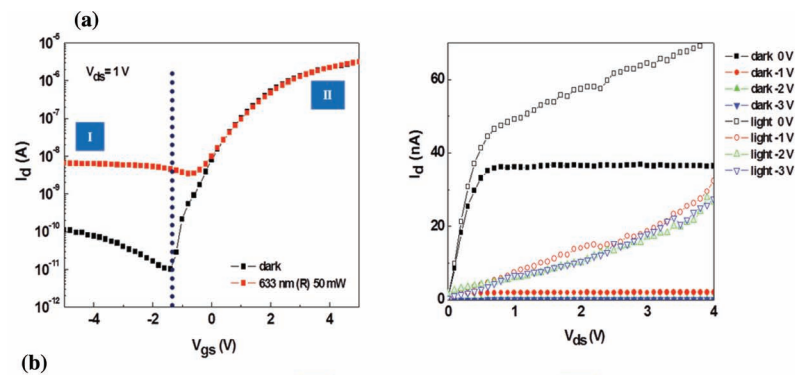 (a)
10⁻⁵
10⁻⁶
10⁻⁷
10⁻⁸
10⁻⁹
10⁻¹⁰
10⁻¹¹
10⁻¹²
I_d (A)
V_ds= 1 V
I
II
dark
633 nm (R) 50 mW
-4 -2 0 2 4
V_gs (V)
60
40
20
0
I_d (nA)
0 1 2 3 4
V_ds (V)
dark 0 V
dark -1 V
dark -2 V
dark -3 V
light 0 V
light -1 V
light -2 V
light -3 V
(b)